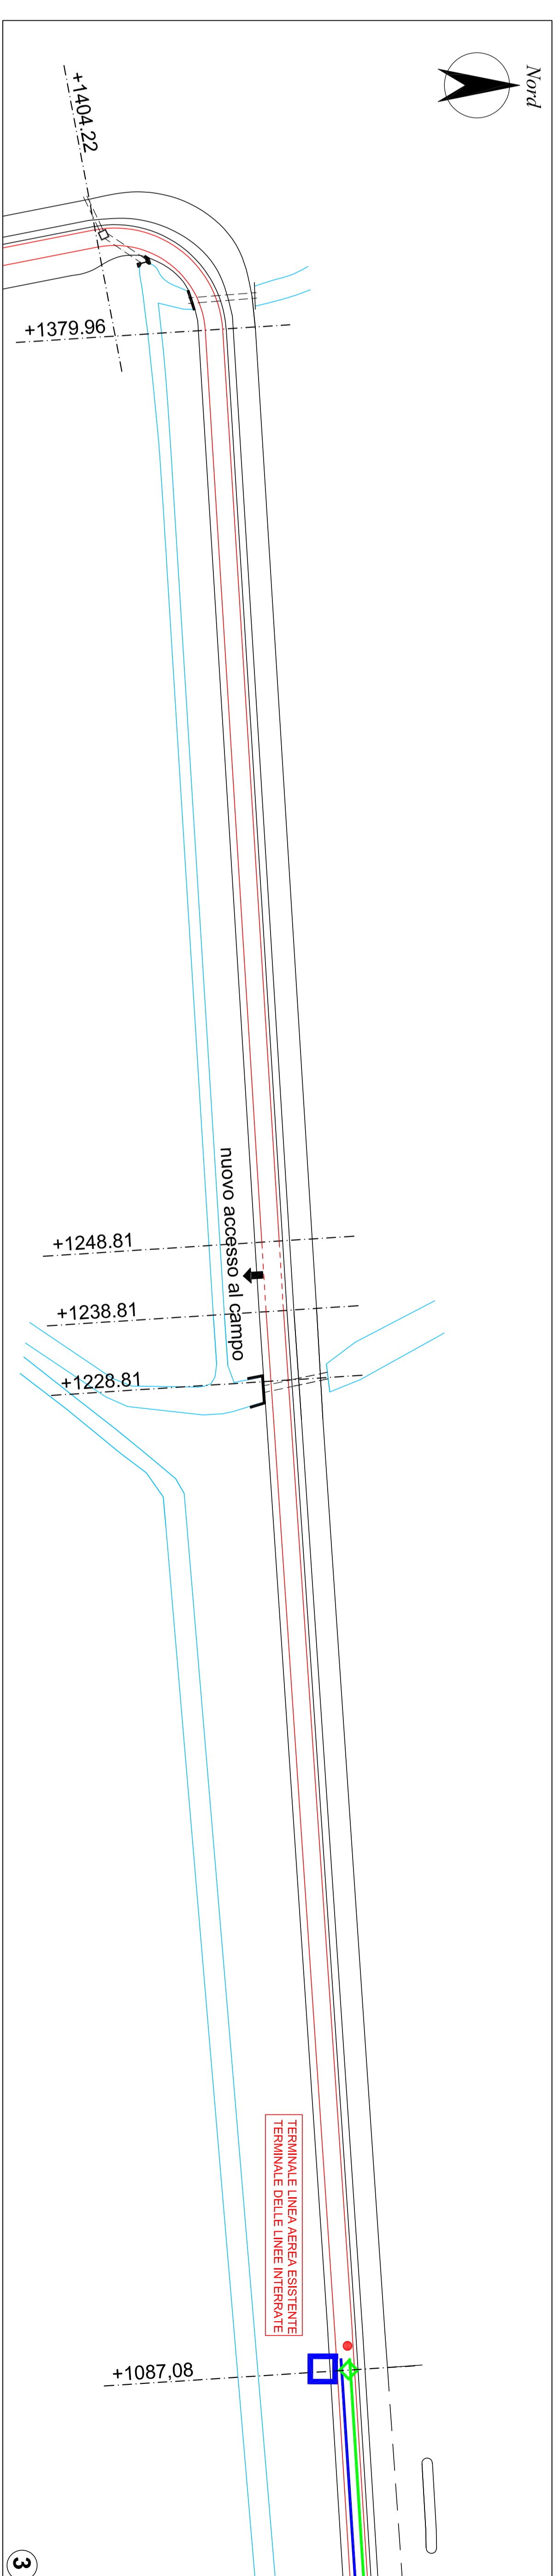 Nord
+1404.22
+1379.96
nuovo accesso al campo
+1248.81
+1238.81
+1228.81
TERMINALE LINEA AEREA ESISTENTE
TERMINALE DELLE LINEE INTERRATE
+1087,08
3